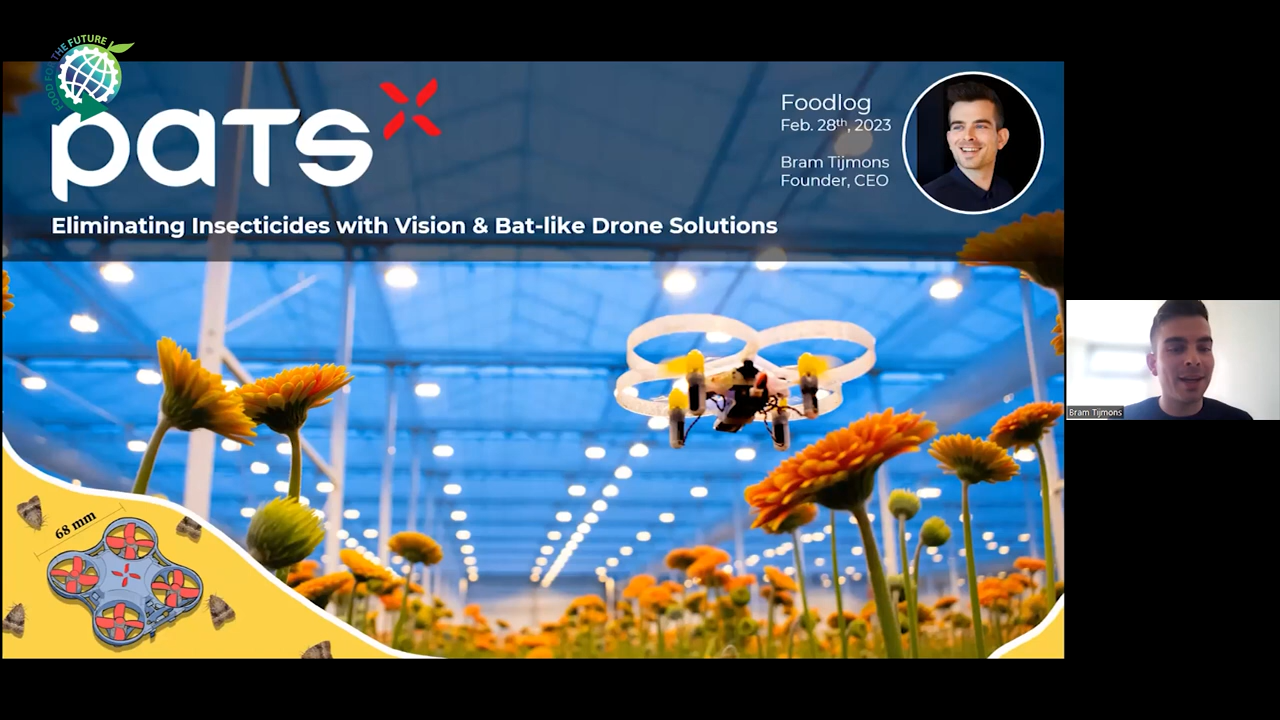 FOOD FOR THE FUTURE
PATS
Foodlog
Feb. 28th, 2023
Bram Tijmons
Founder, CEO
Eliminating Insecticides with Vision & Bat-like Drone Solutions
68 mm
Bram Tijmons